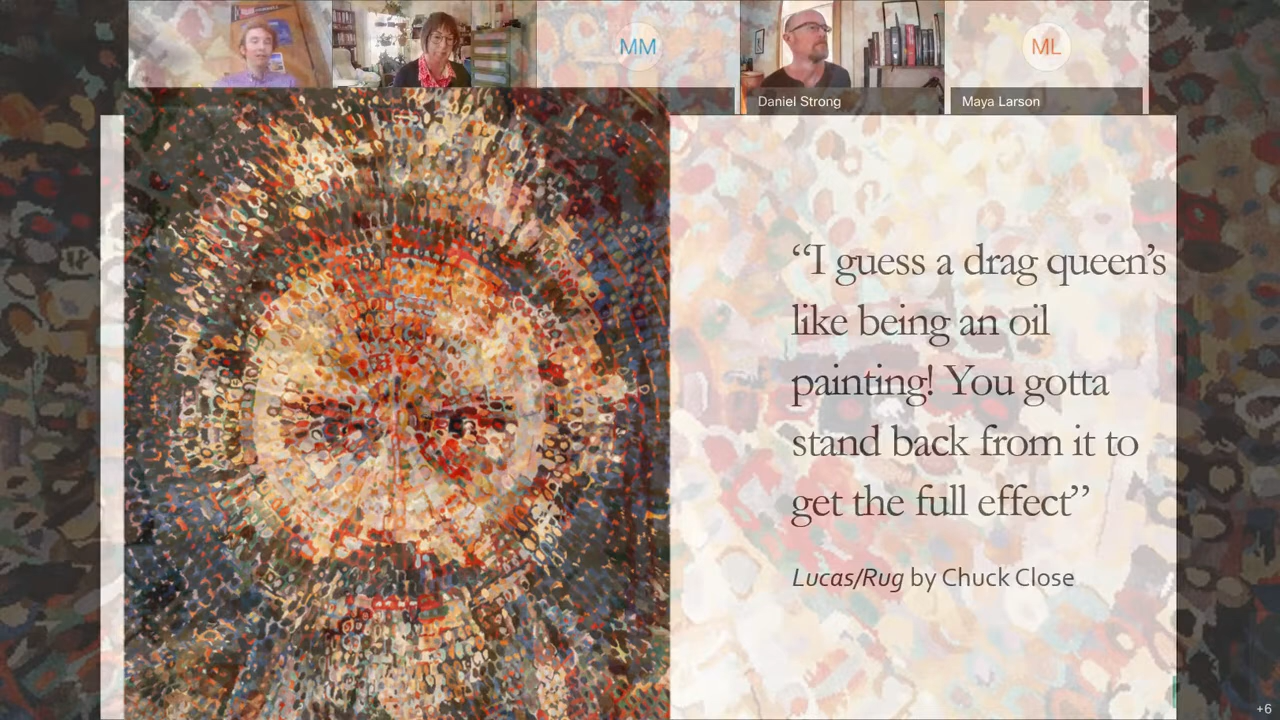 MM
Daniel Strong
ML
Maya Larson
“I guess a drag queen’s
like being an oil
painting! You gotta
stand back from it to
get the full effect”
Lucas/Rug by Chuck Close
+6